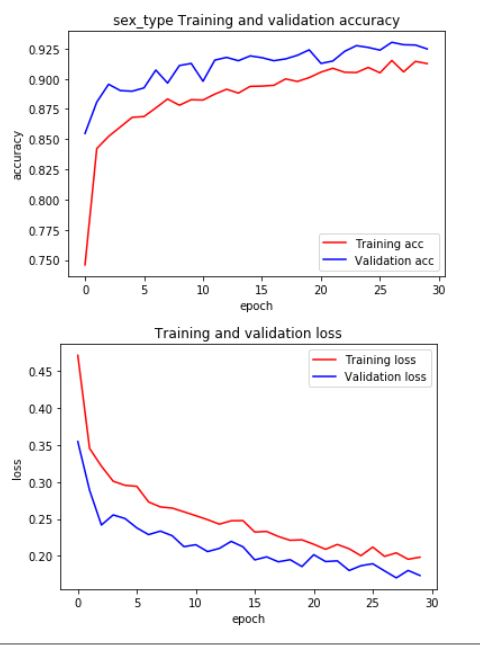 sex_type Training and validation accuracy
0.925
0.900
0.875
0.850
0.825
0.800
0.775
0.750
accuracy
Training acc
Validation acc
0 5 10 15 20 25 30
epoch
Training and validation loss
Training loss
Validation loss
0.45
0.40
0.35
0.30
0.25
0.20
loss
0 5 10 15 20 25 30
epoch